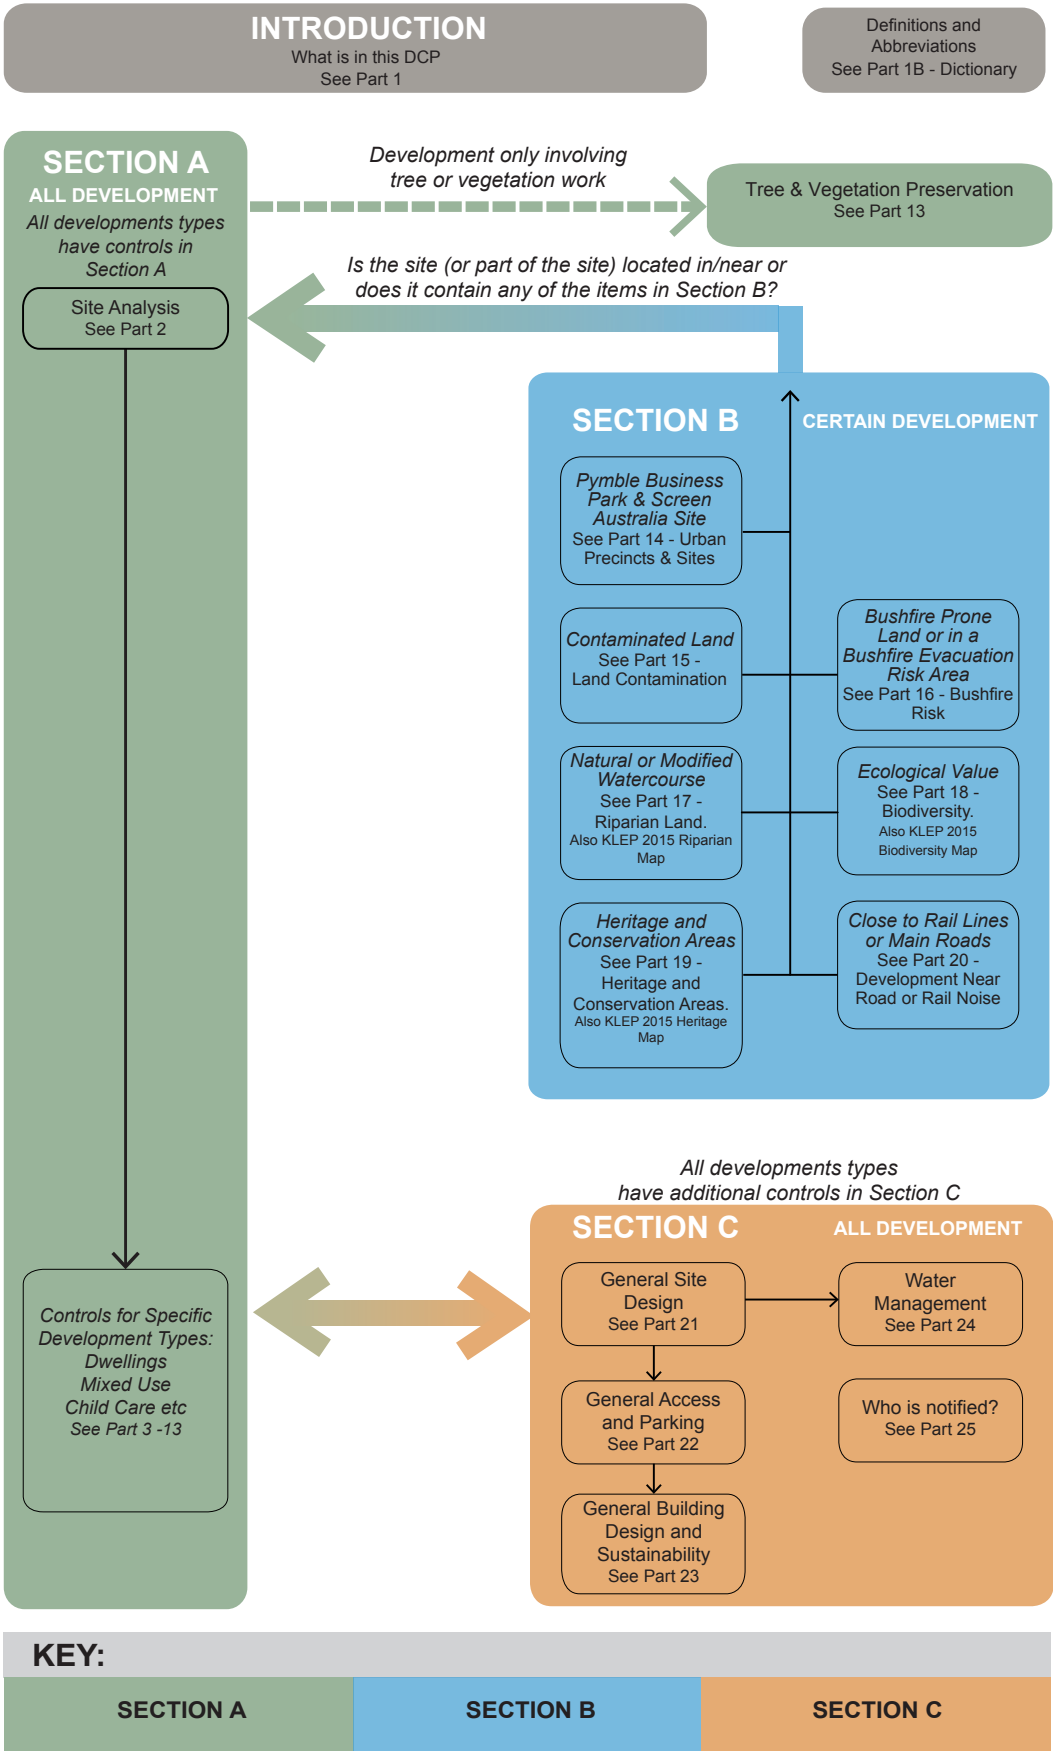 INTRODUCTION
What is in this DCP
See Part 1
Definitions and
Abbreviations
See Part 1B - Dictionary
SECTION A
ALL DEVELOPMENT
All developments types
have controls in
Section A
Site Analysis
See Part 2
Development only involving
tree or vegetation work
Tree & Vegetation Preservation
See Part 13
Is the site (or part of the site) located in/near or
does it contain any of the items in Section B?
SECTION B
CERTAIN DEVELOPMENT
Pymble Business
Park & Screen
Australia Site
See Part 14 - Urban
Precincts & Sites
Contaminated Land
See Part 15 -
Land Contamination
Bushfire Prone
Land or in a
Bushfire Evacuation
Risk Area
See Part 16 - Bushfire
Risk
Natural or Modified
Watercourse
See Part 17 -
Riparian Land.
Also KLEP 2015 Riparian
Map
Ecological Value
See Part 18 -
Biodiversity.
Also KLEP 2015
Biodiversity Map
Heritage and
Conservation Areas
See Part 19 -
Heritage and
Conservation Areas.
Also KLEP 2015 Heritage
Map
Close to Rail Lines
or Main Roads
See Part 20 -
Development Near
Road or Rail Noise
All developments types
have additional controls in Section C
SECTION C
ALL DEVELOPMENT
Controls for Specific
Development Types:
Dwellings
Mixed Use
Child Care etc
See Part 3 -13
General Site
Design
See Part 21
Water
Management
See Part 24
General Access
and Parking
See Part 22
Who is notified?
See Part 25
General Building
Design and
Sustainability
See Part 23
KEY:
SECTION A
SECTION B
SECTION C